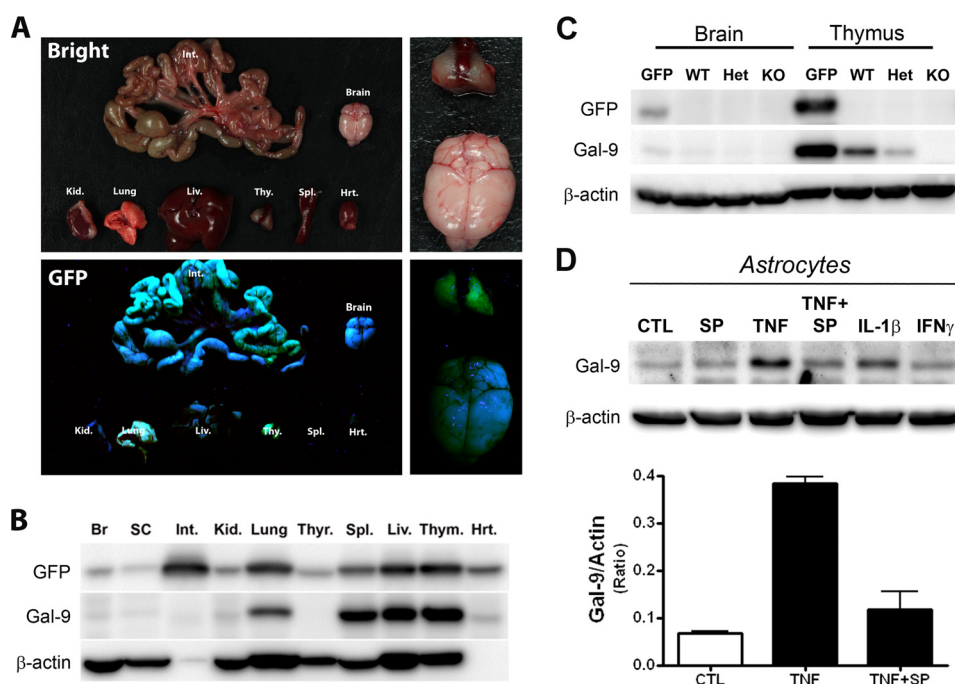 A
Bright
Int.
Brain
Kid. Lung Liv. Thy. Spl. Hrt.
GFP
Int.
Brain
Kid. Lung. Liv. Thy. Spl. Hrt.
B
Br SC Int. Kid. Lung Thyr. Spl. Liv. Thym. Hrt.
GFP
Gal-9
β-actin
C
Brain Thymus
GFP WT Het KO GFP WT Het KO
GFP
Gal-9
β-actin
D
Astrocytes
CTL SP TNF TNF+ SP IL-1β IFNγ
Gal-9
β-actin
Gal-9/Actin
(Ratio)
0.4
0.3
0.2
0.1
0.0
CTL TNF TNF+SP